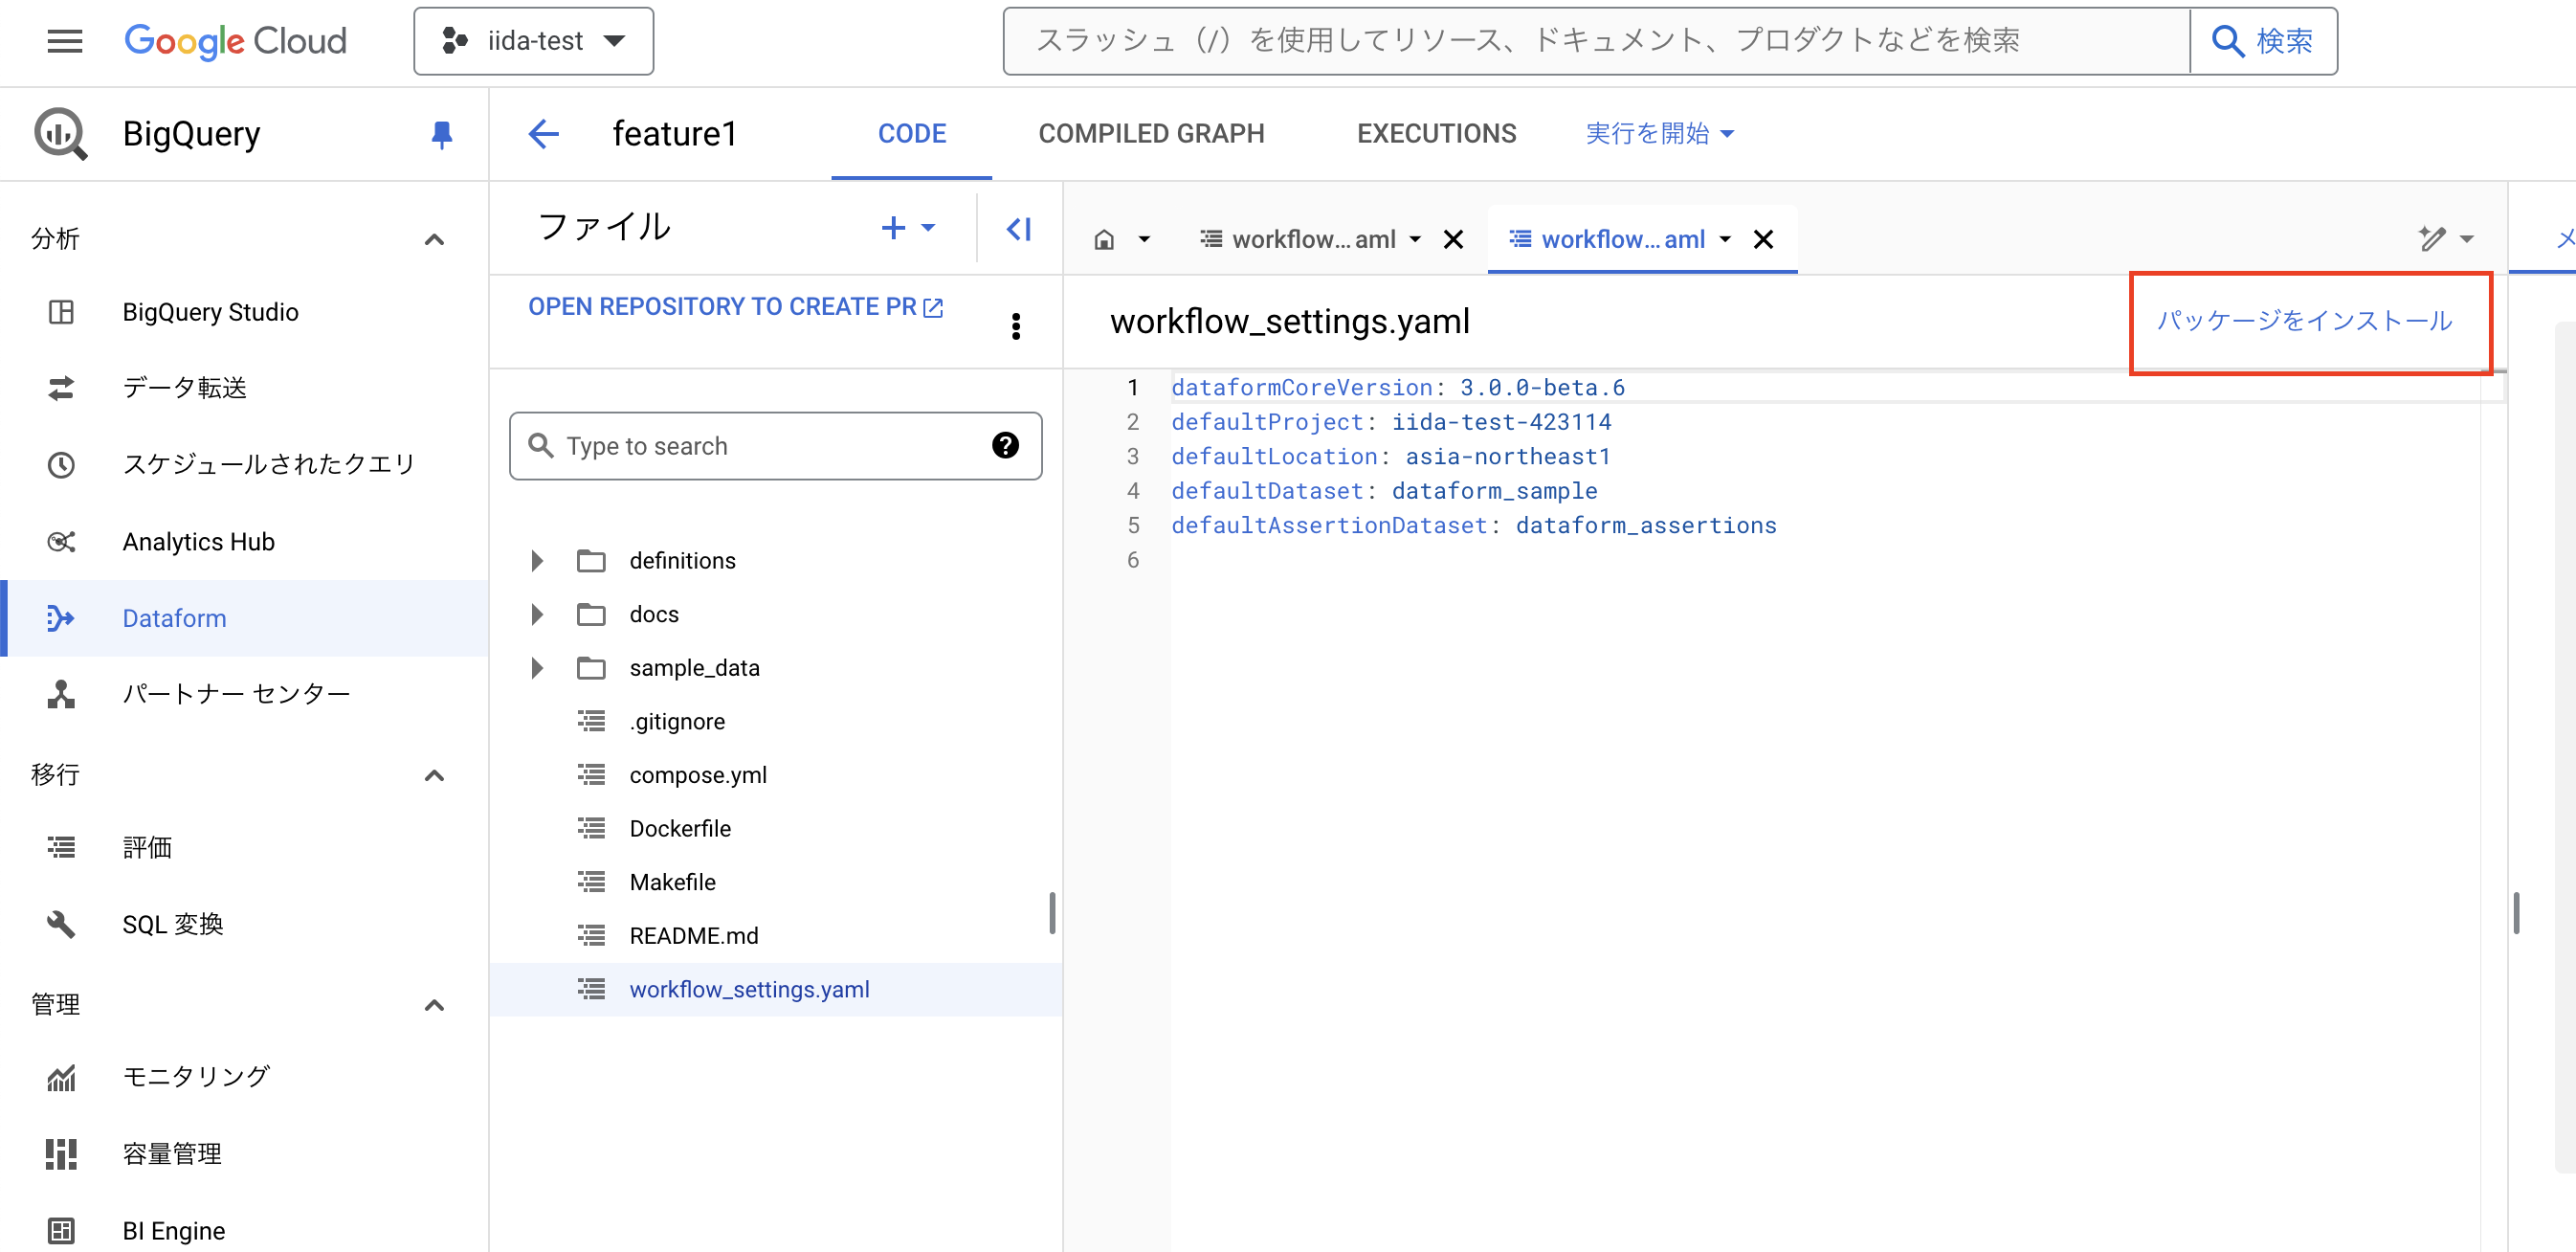 Google Cloud
iida-test
スラッシュ（/）を使用してリソース、ドキュメント、プロダクトなどを検索
検索
BigQuery
feature1
CODE
COMPILED GRAPH
EXECUTIONS
実行を開始
分析
BigQuery Studio
データ転送
スケジュールされたクエリ
Analytics Hub
Dataform
パートナー センター
移行
評価
SQL 変換
管理
モニタリング
容量管理
BI Engine
ファイル
OPEN REPOSITORY TO CREATE PR
Type to search
definitions
docs
sample_data
.gitignore
compose.yml
Dockerfile
Makefile
README.md
workflow_settings.yaml
workflow... aml
workflow... aml
workflow_settings.yaml
パッケージをインストール
1 dataformCoreVersion: 3.0.0-beta.6
2 defaultProject: iida-test-423114
3 defaultLocation: asia-northeast1
4 defaultDataset: dataform_sample
5 defaultAssertionDataset: dataform_assertions
6